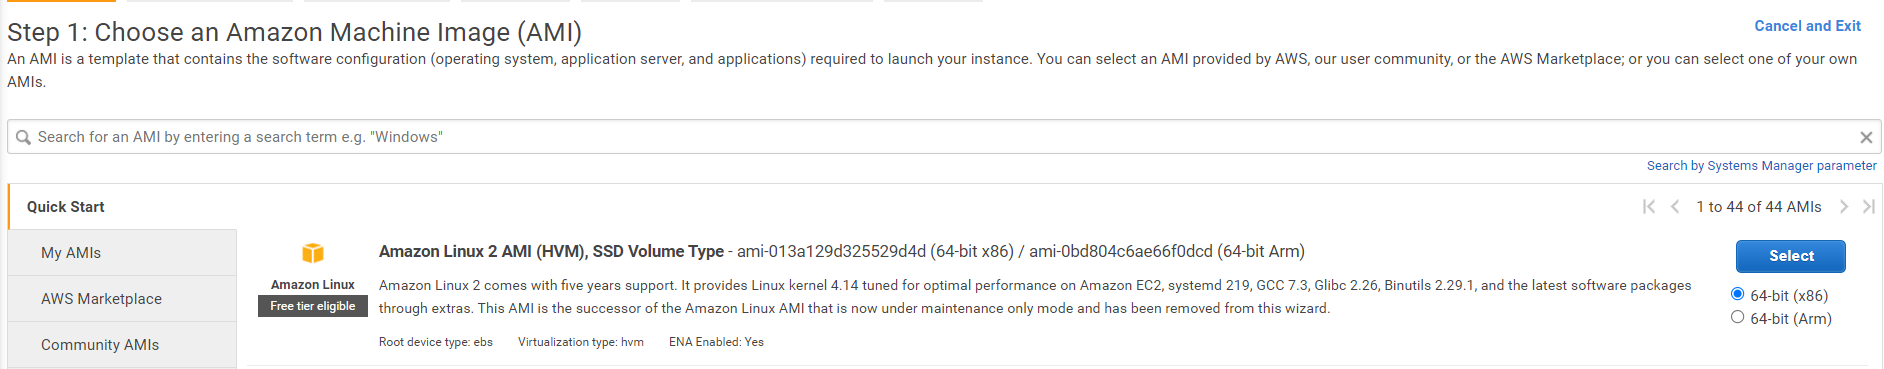 Step 1: Choose an Amazon Machine Image (AMI)
Cancel and Exit
An AMI is a template that contains the software configuration (operating system, application server, and applications) required to launch your instance. You can select an AMI provided by AWS, our user community, or the AWS Marketplace; or you can select one of your own
AMIs.
Search for an AMI by entering a search term e.g. "Windows"
Search by Systems Manager parameter
Quick Start
1 to 44 of 44 AMIs
My AMIs
AWS Marketplace
Community AMIs
Amazon Linux
Free tier eligible
Amazon Linux 2 AMI (HVM), SSD Volume Type - ami-013a129d325529d4d (64-bit x86) / ami-0bd804c6ae66f0dcd (64-bit Arm)
Amazon Linux 2 comes with five years support. It provides Linux kernel 4.14 tuned for optimal performance on Amazon EC2, systemd 219, GCC 7.3, Glibc 2.26, Binutils 2.29.1, and the latest software packages
through extras. This AMI is the successor of the Amazon Linux AMI that is now under maintenance only mode and has been removed from this wizard.
Root device type: ebs Virtualization type: hvm ENA Enabled: Yes
Select
64-bit (x86)
64-bit (Arm)